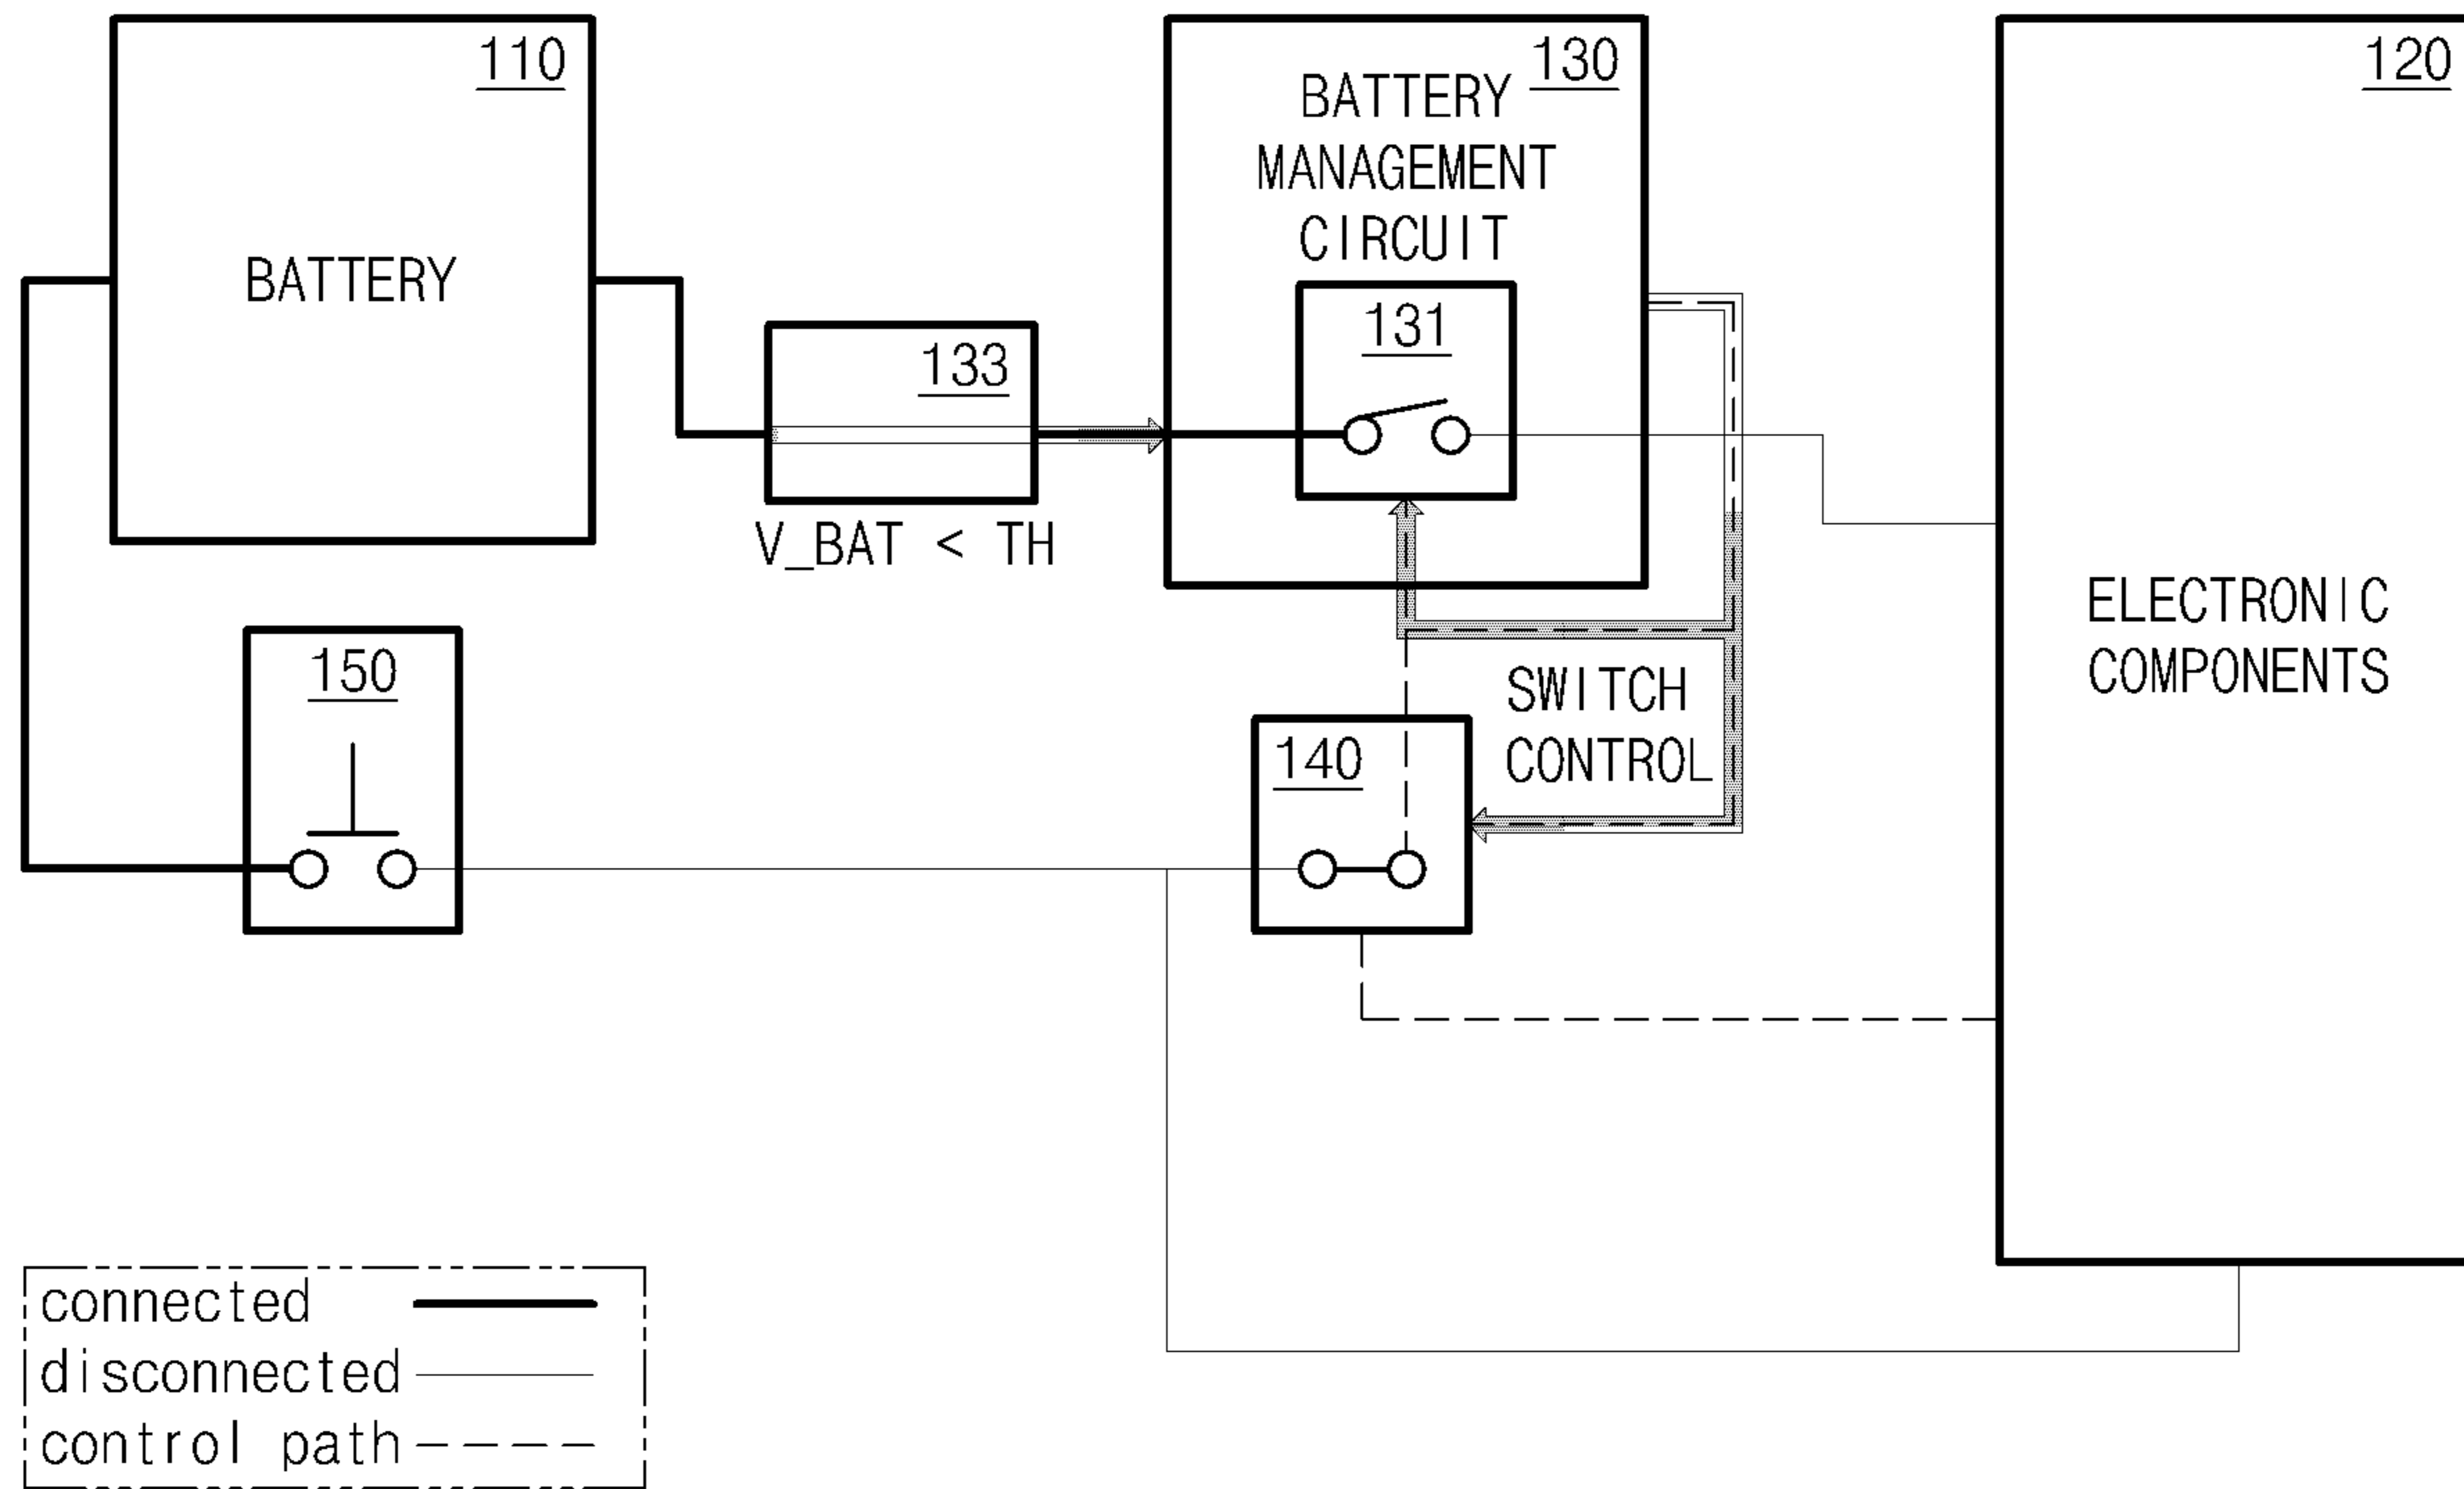 110
BATTERY
133
V_BAT < TH
130
BATTERY
MANAGEMENT
CIRCUIT
131
120
ELECTRONIC
COMPONENTS
150
140
SWITCH
CONTROL
connected
disconnected
control path